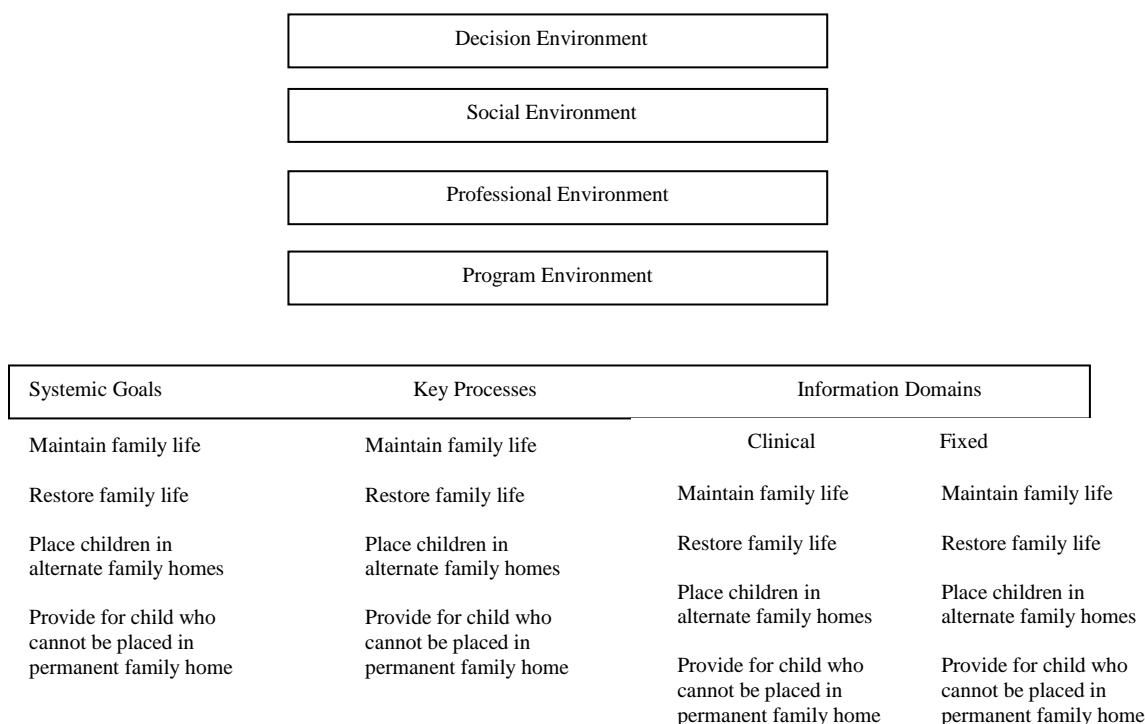 Decision Environment
Social Environment
Professional Environment
Program Environment
Systemic Goals
Key Processes
Information Domains
Maintain family life
Restore family life
Place children in
alternate family homes
Provide for child who
cannot be placed in
permanent family home
Maintain family life
Restore family life
Place children in
alternate family homes
Provide for child who
cannot be placed in
permanent family home
Clinical
Maintain family life
Restore family life
Place children in
alternate family homes
Provide for child who
cannot be placed in
permanent family home
Fixed
Maintain family life
Restore family life
Place children in
alternate family homes
Provide for child who
cannot be placed in
permanent family home